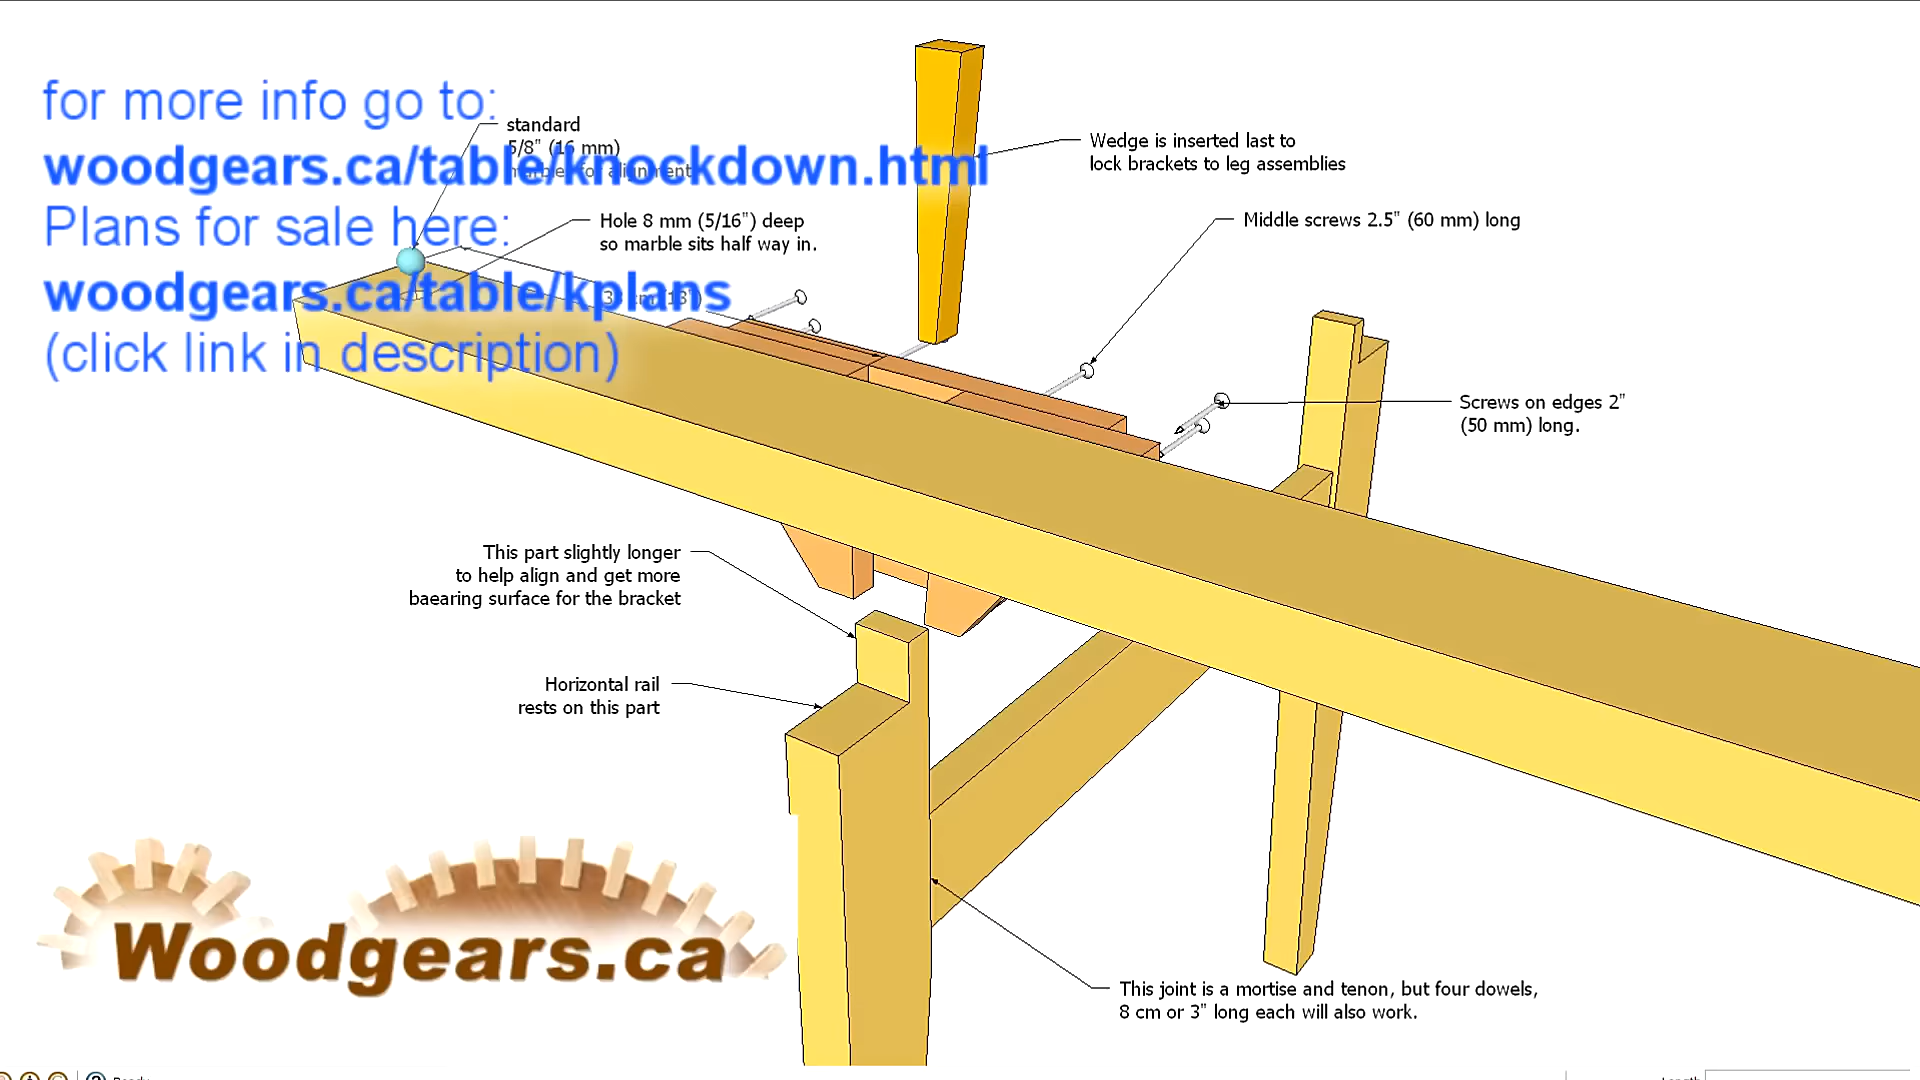 for more info go to:
woodgears.ca/table/knockdown.html
Plans for sale here:
woodgears.ca/table/kplans
(click link in description)
standard
5/8" (16 mm)
marble for alignment
Hole 8 mm (5/16") deep
so marble sits half way in.
Wedge is inserted last to
lock brackets to leg assemblies
Middle screws 2.5" (60 mm) long
Screws on edges 2"
(50 mm) long.
This part slightly longer
to help align and get more
baearing surface for the bracket
Horizontal rail
rests on this part
Woodgears.ca
This joint is a mortise and tenon, but four dowels,
8 cm or 3" long each will also work.